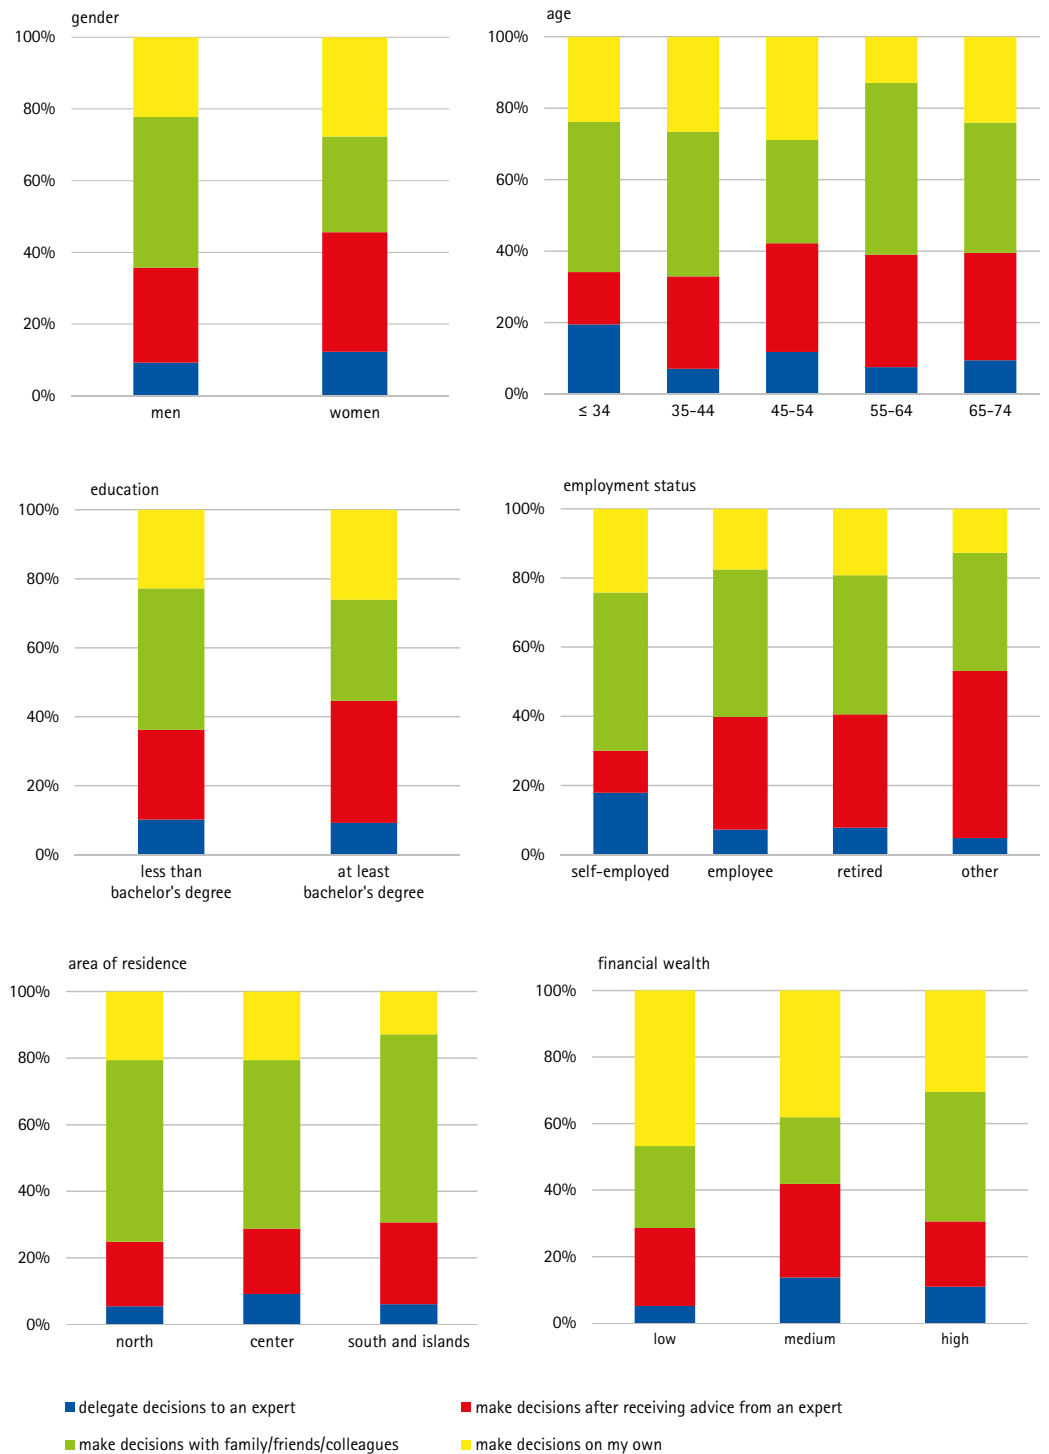 gender
100%
80%
60%
40%
20%
0%
men women
age
100%
80%
60%
40%
20%
0%
≤ 34 35-44 45-54 55-64 65-74
education
100%
80%
60%
40%
20%
0%
less than at least
bachelor's degree bachelor's degree
employment status
100%
80%
60%
40%
20%
0%
self-employed employee retired other
area of residence
100%
80%
60%
40%
20%
0%
north center south and islands
financial wealth
100%
80%
60%
40%
20%
0%
low medium high
delegate decisions to an expert
make decisions after receiving advice from an expert
make decisions with family/friends/colleagues
make decisions on my own